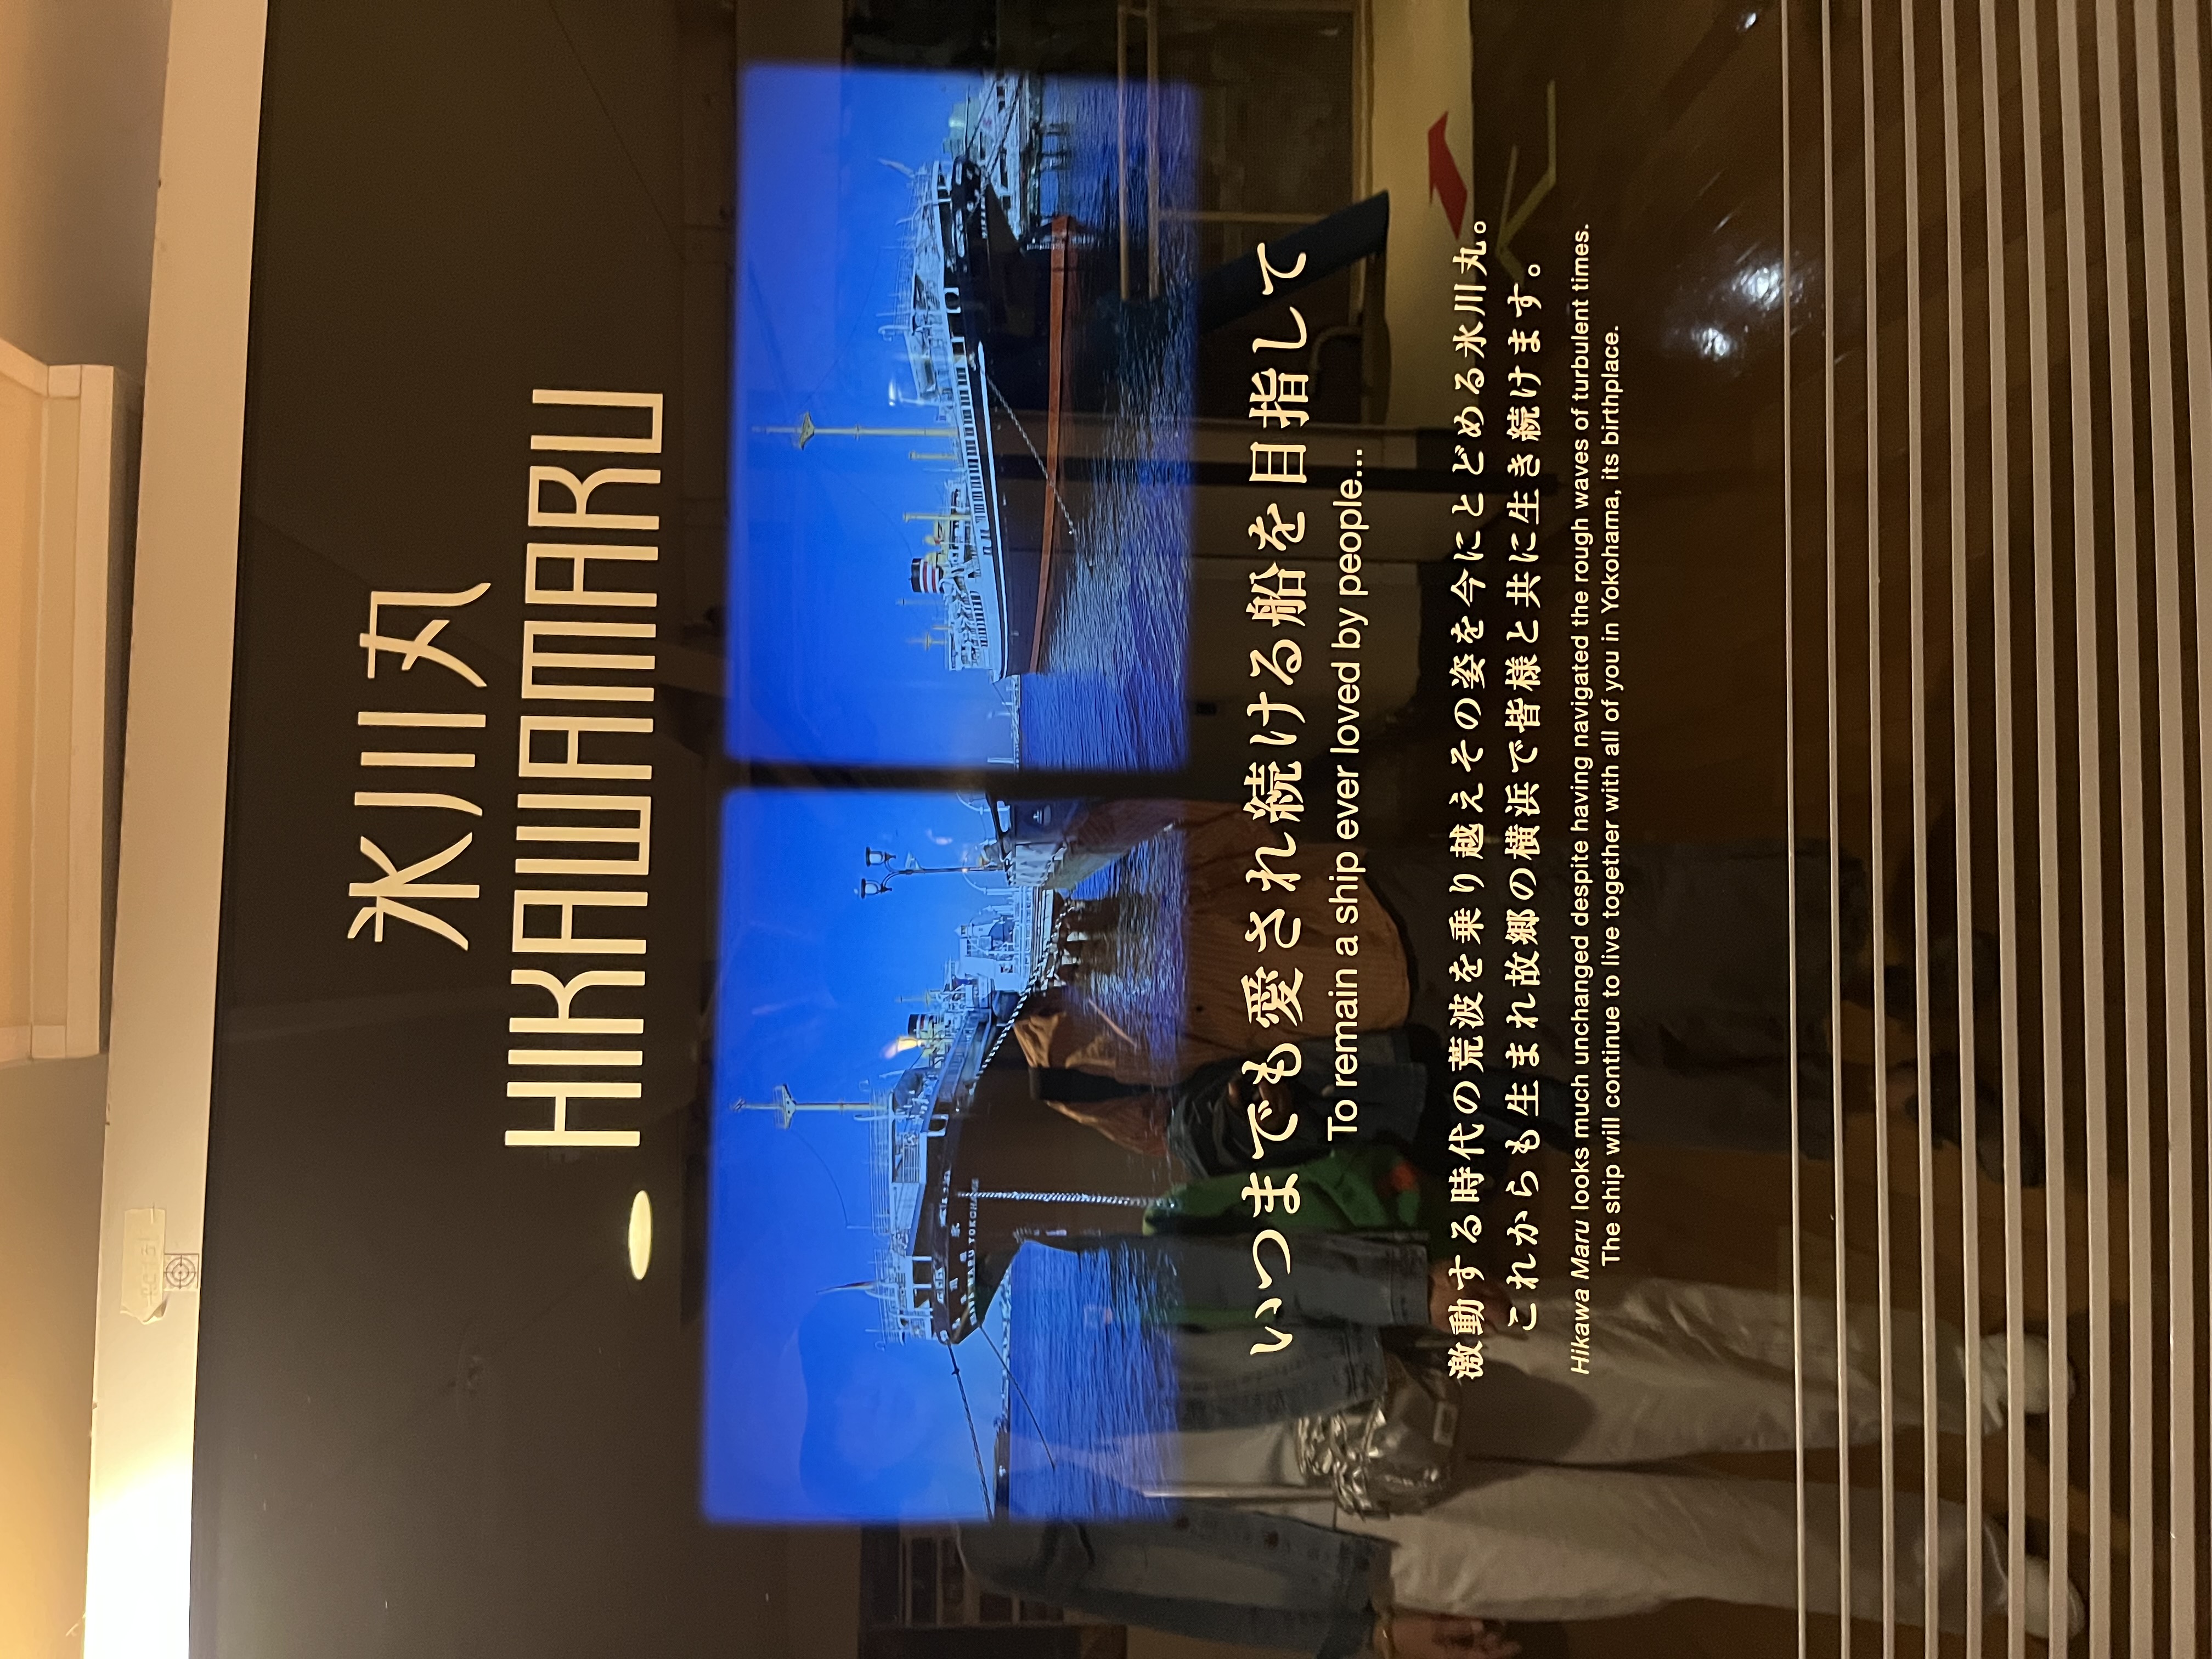 氷川丸
HIKAWAMARU
HIKAWA MARU YOKOHAMA
いつまでも愛され続ける船を目指して
To remain a ship ever loved by people...
激動する時代の荒波を乗り越えその姿を今にとどめる氷川丸。
これからも生まれ故郷の横浜で皆様と共に生き続けます。
Hikawa Maru looks much unchanged despite having navigated the rough waves of turbulent times.
The ship will continue to live together with all of you in Yokohama, its birthplace.